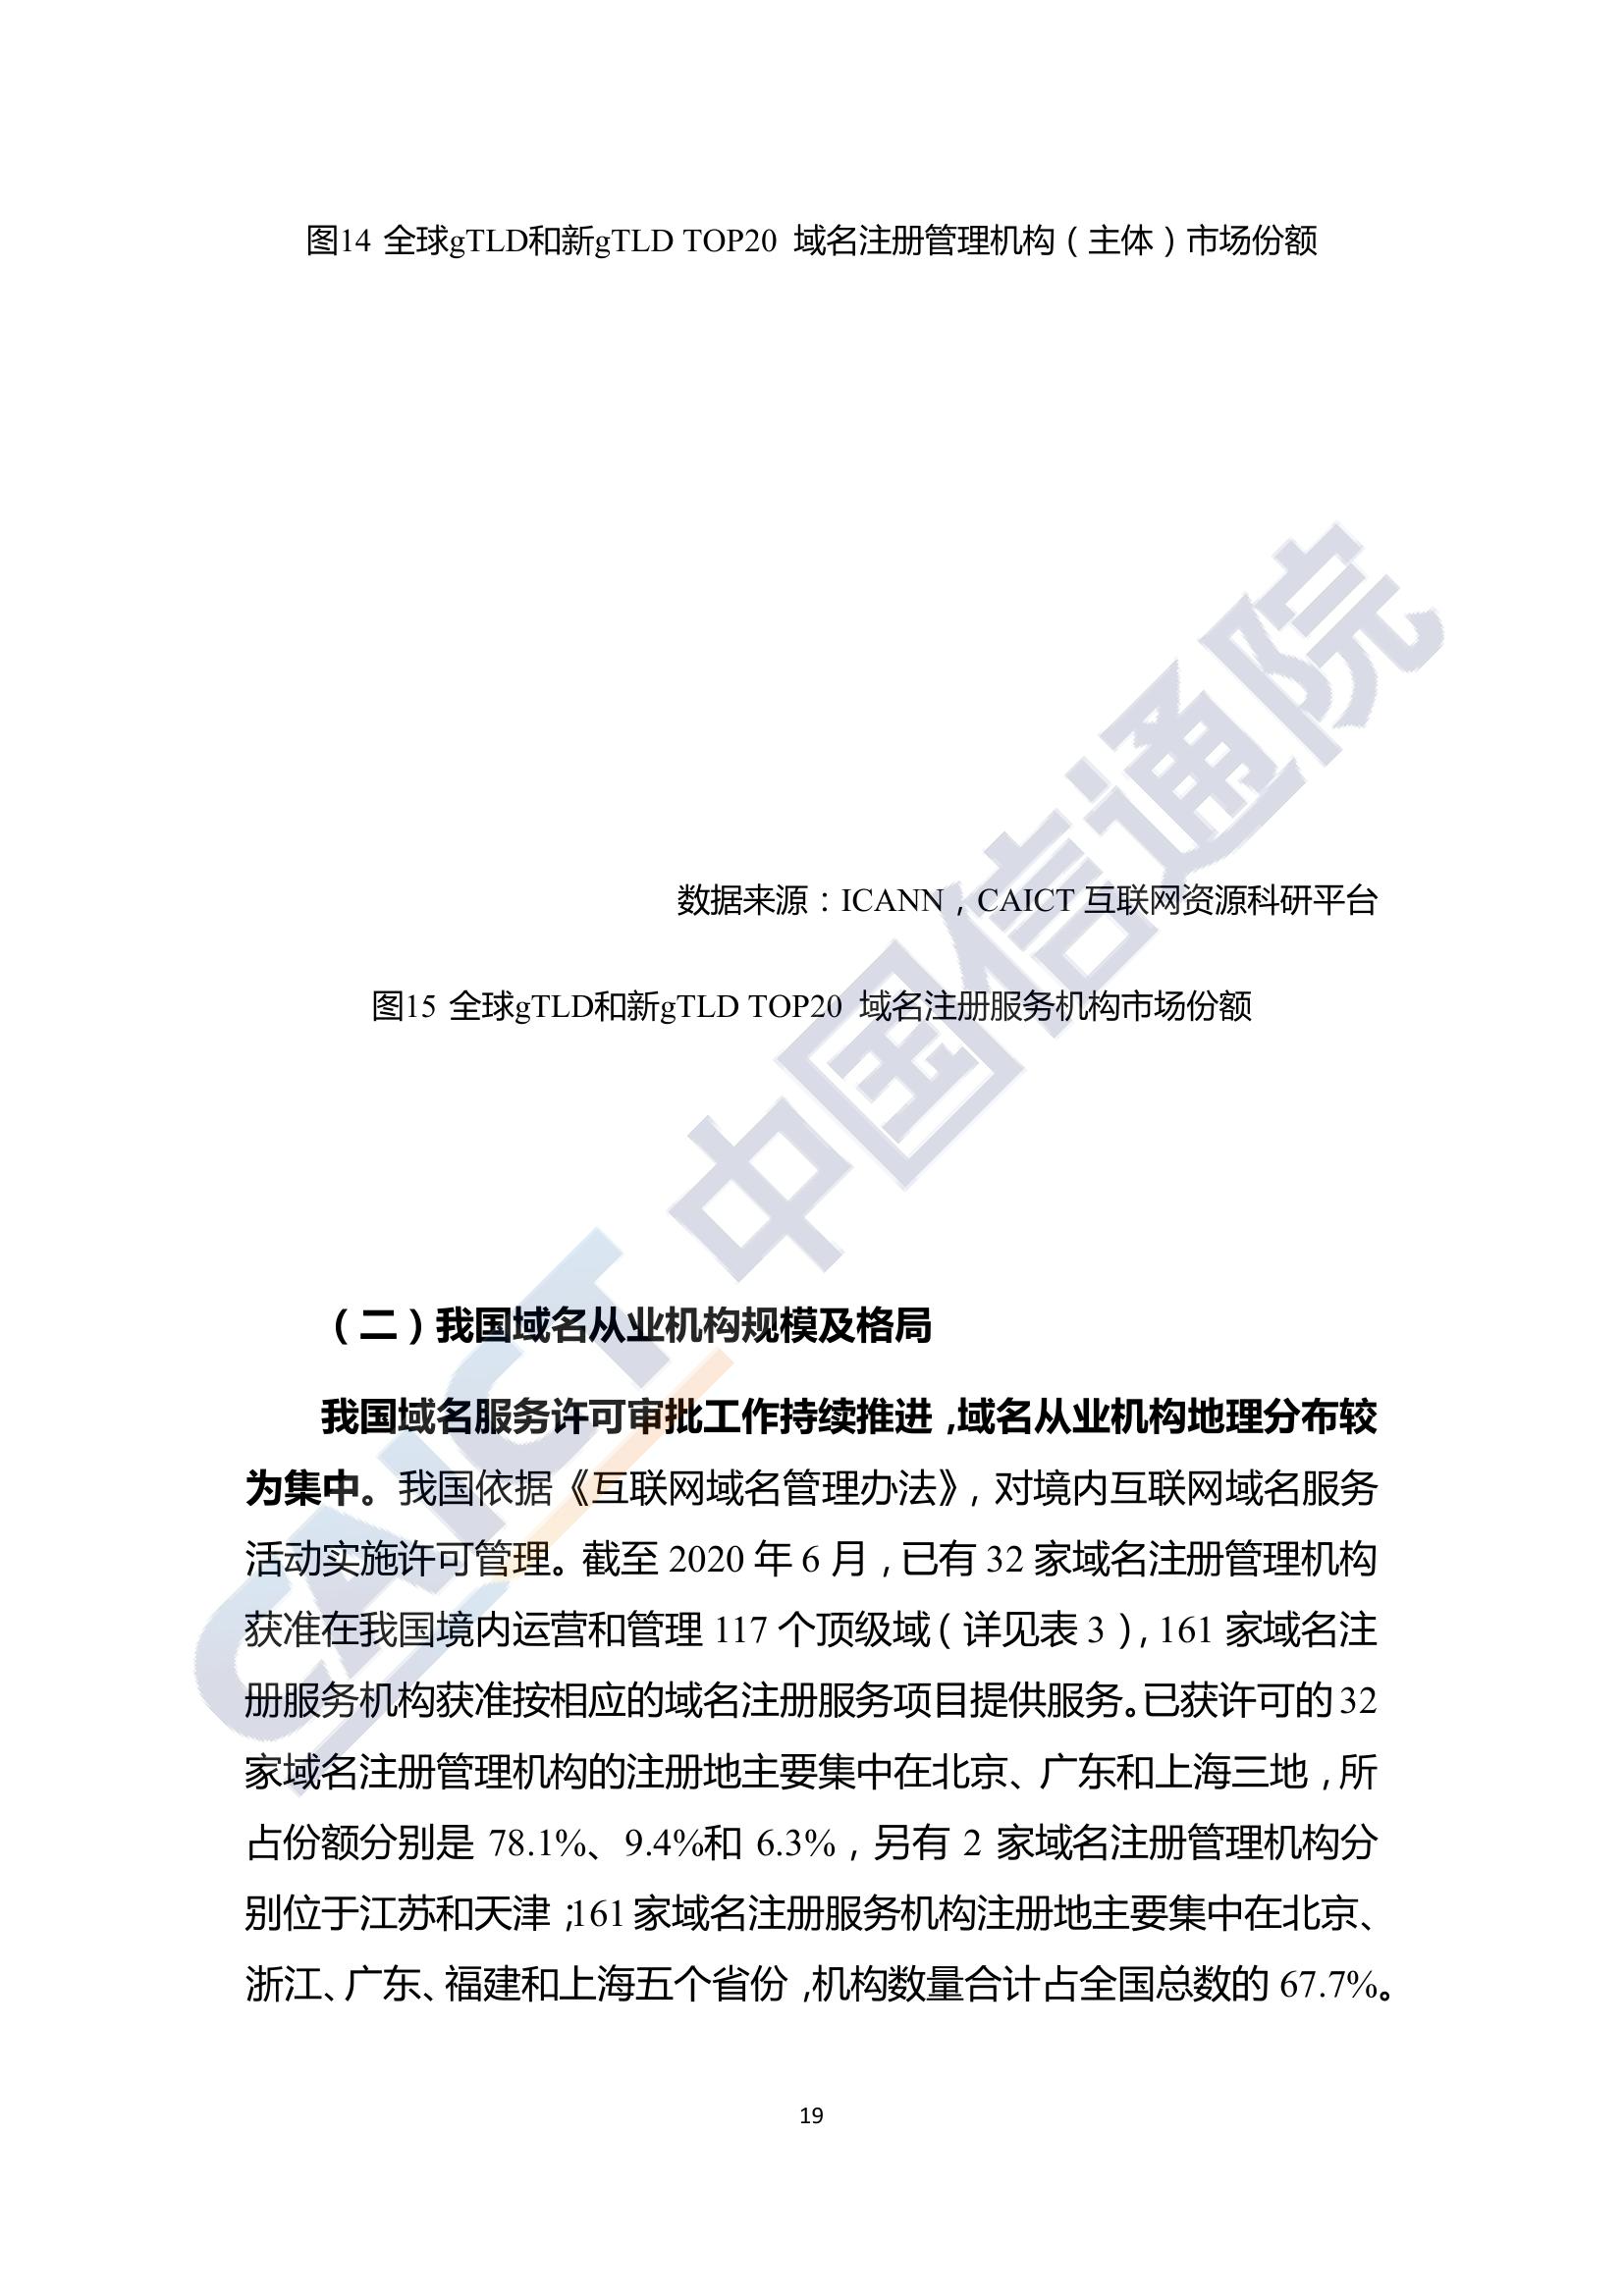 图14 全球gTLD和新gTLD TOP20 域名注册管理机构（主体）市场份额
数据来源：ICANN，CAICT 互联网资源科研平台
图15 全球gTLD和新gTLD TOP20 域名注册服务机构市场份额
CAICT 中国信通院
（二）我国域名从业机构规模及格局
我国域名服务许可审批工作持续推进，域名从业机构地理分布较
为集中。我国依据《互联网域名管理办法》，对境内互联网域名服务
活动实施许可管理。截至 2020 年 6 月，已有 32 家域名注册管理机构
获准在我国境内运营和管理 117 个顶级域（详见表 3），161 家域名注
册服务机构获准按相应的域名注册服务项目提供服务。已获许可的 32
家域名注册管理机构的注册地主要集中在北京、广东和上海三地，所
占份额分别是 78.1%、9.4%和 6.3%，另有 2 家域名注册管理机构分
别位于江苏和天津；161 家域名注册服务机构注册地主要集中在北京、
浙江、广东、福建和上海五个省份，机构数量合计占全国总数的 67.7%。
19